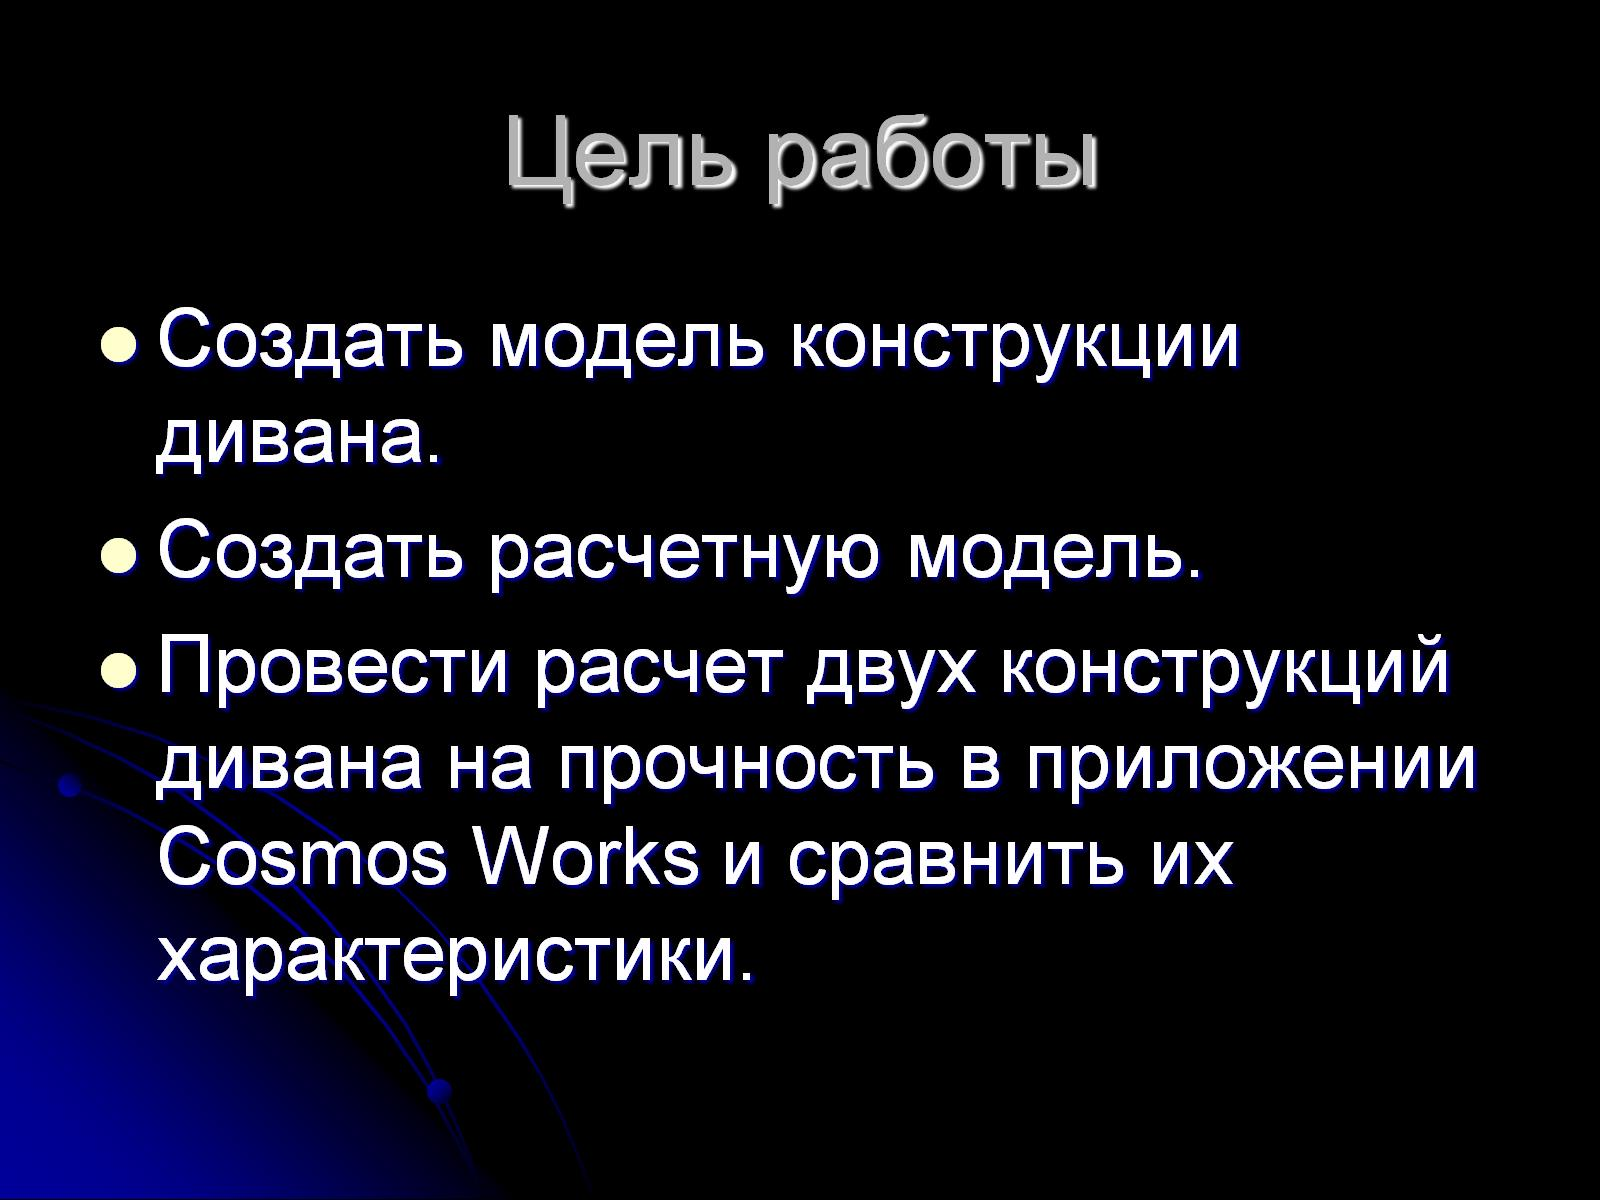 Цель работы
Создать модель конструкции
дивана.
Создать расчетную модель.
Провести расчет двух конструкций
дивана на прочность в приложении
Cosmos Works и сравнить их
характеристики.